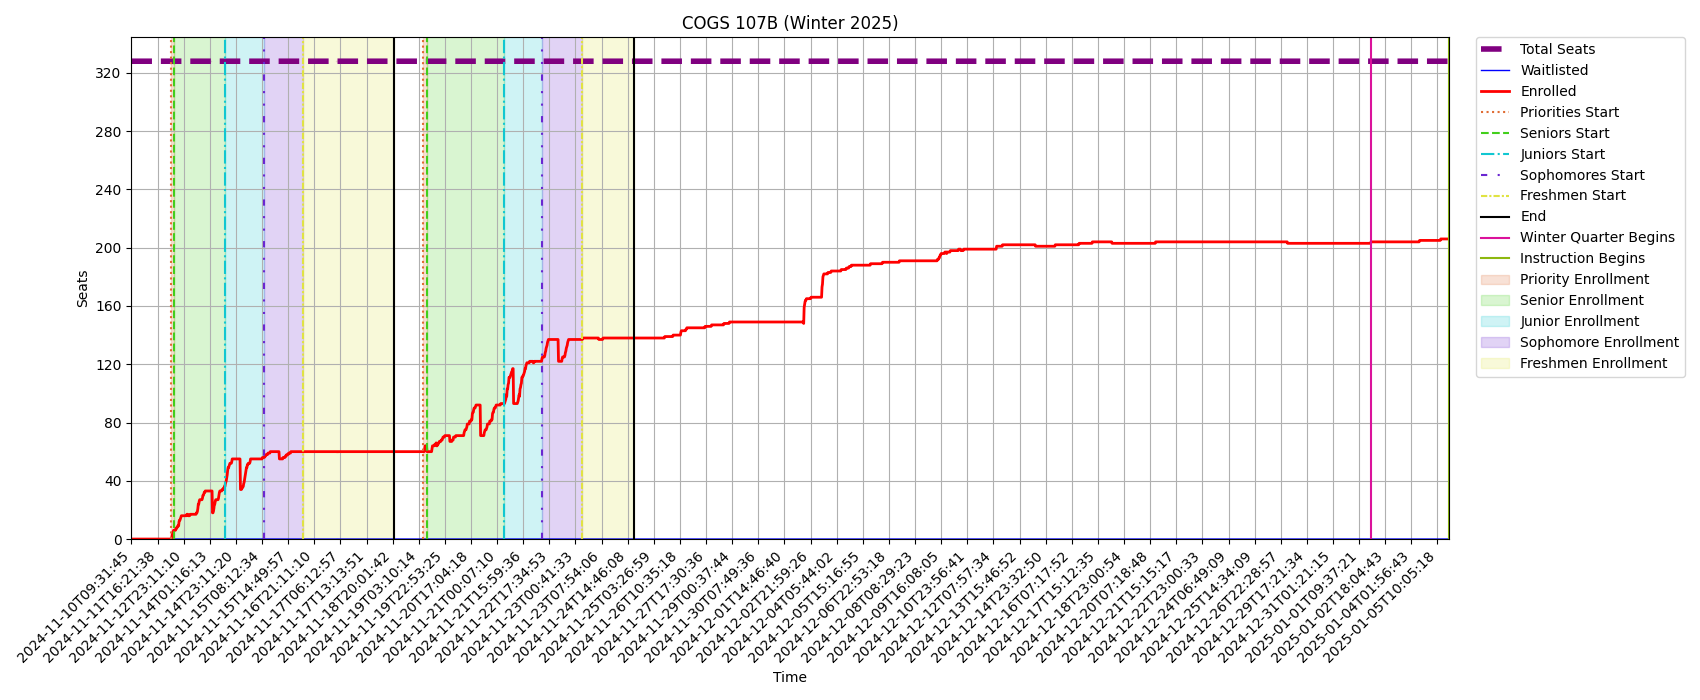 COGS 107B (Winter 2025)
Seats
320
280
240
200
160
120
80
40
0
2024-11-10T09:31:45
2024-11-11T16:21:38
2024-11-12T23:11:10
2024-11-14T01:16:13
2024-11-14T23:11:20
2024-11-15T08:12:34
2024-11-15T14:49:57
2024-11-16T21:11:10
2024-11-17T06:12:57
2024-11-17T13:13:51
2024-11-18T20:01:42
2024-11-19T03:10:14
2024-11-19T22:53:25
2024-11-20T17:04:18
2024-11-21T00:07:10
2024-11-21T11:59:36
2024-11-22T17:34:53
2024-11-23T00:41:33
2024-11-23T07:54:06
2024-11-24T14:46:08
2024-11-25T03:26:59
2024-11-26T10:35:18
2024-11-27T17:30:36
2024-11-29T00:37:44
2024-11-30T07:49:36
2024-12-01T14:46:40
2024-12-02T21:59:26
2024-12-04T05:44:02
2024-12-05T15:16:55
2024-12-06T22:53:18
2024-12-08T08:29:23
2024-12-09T16:08:05
2024-12-10T23:56:41
2024-12-12T07:57:34
2024-12-13T15:46:52
2024-12-14T23:32:50
2024-12-16T07:17:52
2024-12-17T15:12:35
2024-12-18T23:00:54
2024-12-20T07:18:48
2024-12-21T15:15:17
2024-12-22T23:00:33
2024-12-24T06:49:09
2024-12-25T14:34:09
2024-12-26T22:28:57
2024-12-29T17:21:34
2024-12-31T01:21:15
2025-01-01T09:37:21
2025-01-02T18:04:43
2025-01-04T01:56:43
2025-01-05T10:05:18
Time
Total Seats
Waitlisted
Enrolled
Priorities Start
Seniors Start
Juniors Start
Sophomores Start
Freshmen Start
End
Winter Quarter Begins
Instruction Begins
Priority Enrollment
Senior Enrollment
Junior Enrollment
Sophomore Enrollment
Freshmen Enrollment